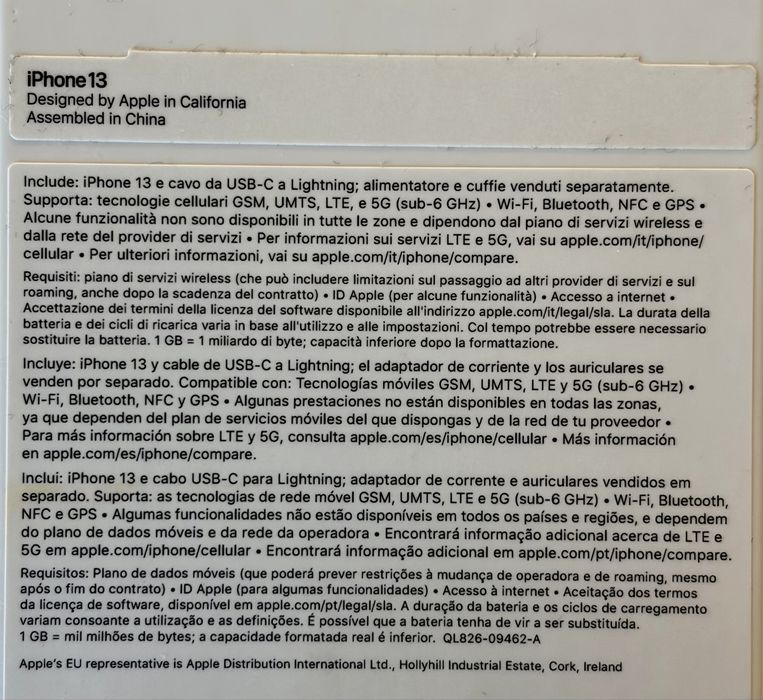 iPhone 13
Designed by Apple in California
Assembled in China
Include: iPhone 13 e cavo da USB-C a Lightning; alimentatore e cuffie venduti separatamente.
Supporta: tecnologie cellulari GSM, UMTS, LTE, e 5G (sub-6 GHz) • Wi-Fi, Bluetooth, NFC e GPS •
Alcune funzionalità non sono disponibili in tutte le zone e dipendono dal piano di servizi wireless e
dalla rete del provider di servizi • Per informazioni sui servizi LTE e 5G, vai su apple.com/it/iphone/
cellular • Per ulteriori informazioni, vai su apple.com/it/iphone/compare.
Requisiti: piano di servizi wireless (che può includere limitazioni sul passaggio ad altri provider di servizi e sul
roaming, anche dopo la scadenza del contratto) • ID Apple (per alcune funzionalità) • Accesso a internet •
Accettazione dei termini della licenza del software disponibile all'indirizzo apple.com/it/legal/sla. La durata della
batteria e dei cicli di ricarica varia in base all'utilizzo e alle impostazioni. Col tempo potrebbe essere necessario
sostituire la batteria. 1 GB = 1 miliardo di byte; capacità inferiore dopo la formattazione.
Incluye: iPhone 13 y cable de USB-C a Lightning; el adaptador de corriente y los auriculares se
venden por separado. Compatible con: Tecnologías móviles GSM, UMTS, LTE y 5G (sub-6 GHz) •
Wi-Fi, Bluetooth, NFC y GPS • Algunas prestaciones no están disponibles en todas las zonas,
ya que dependen del plan de servicios móviles del que dispongas y de la red de tu proveedor •
Para más información sobre LTE y 5G, consulta apple.com/es/iphone/cellular • Más información
en apple.com/es/iphone/compare.
Inclui: iPhone 13 e cabo USB-C para Lightning; adaptador de corrente e auriculares vendidos em
separado. Suporta: as tecnologias de rede móvel GSM, UMTS, LTE e 5G (sub-6 GHz) • Wi-Fi, Bluetooth,
NFC e GPS • Algumas funcionalidades não estão disponíveis em todos os países e regiões, e dependem
do plano de dados móveis e da rede da operadora • Encontrará informação adicional acerca de LTE e
5G em apple.com/iphone/cellular • Encontrará informação adicional em apple.com/pt/iphone/compare.
Requisitos: Plano de dados móveis (que poderá prever restrições à mudança de operadora e de roaming, mesmo
após o fim do contrato) • ID Apple (para algumas funcionalidades) • Acesso à internet • Aceitação dos termos
da licença de software, disponível em apple.com/pt/legal/sla. A duração da bateria e os ciclos de carregamento
variam consoante a utilização e as definições. É possível que a bateria tenha de vir a ser substituída.
1 GB = mil milhões de bytes; a capacidade formatada real é inferior. QL826-09462-A
Apple's EU representative is Apple Distribution International Ltd., Hollyhill Industrial Estate, Cork, Ireland